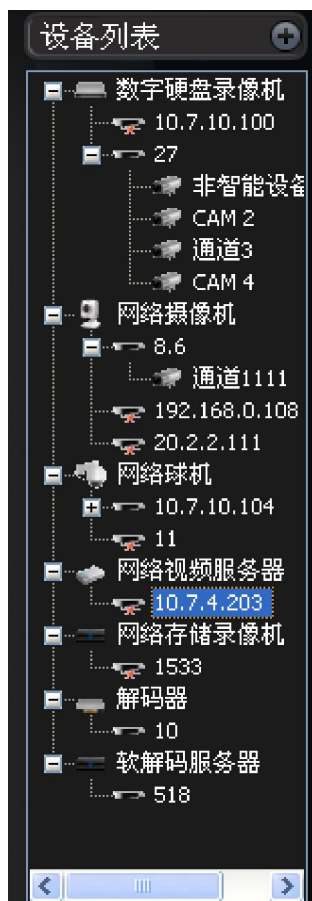 设备列表
数字硬盘录像机
10.7.10.100
27
非智能设备
CAM 2
通道3
CAM 4
网络摄像机
8.6
通道1111
192.168.0.108
20.2.2.111
网络球机
10.7.10.104
11
网络视频服务器
10.7.4.203
网络存储录像机
1533
解码器
10
软解码服务器
518